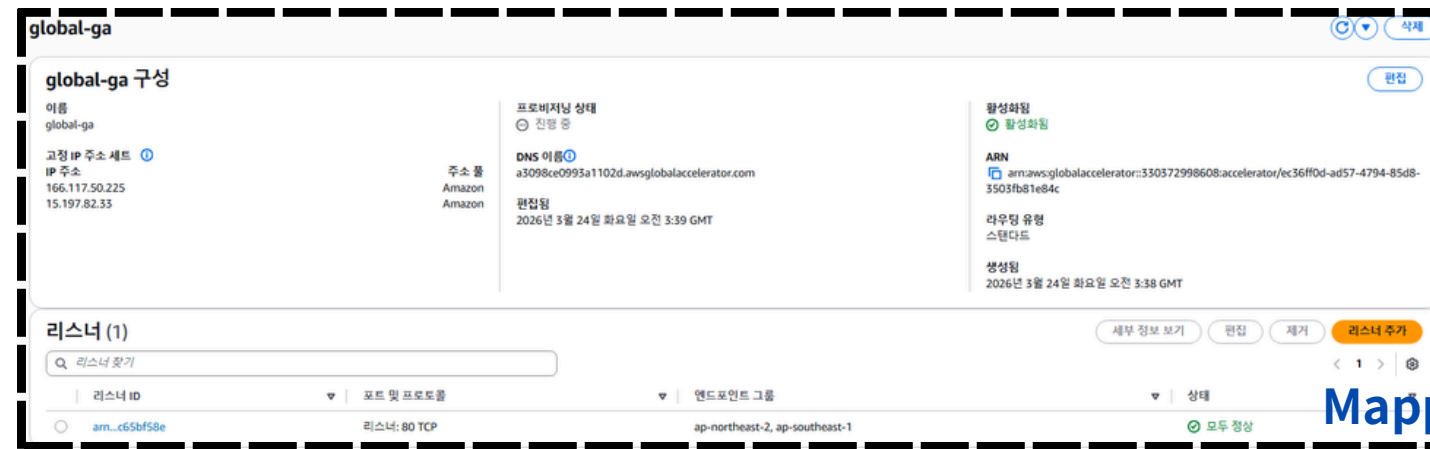 global-ga
삭제
global-ga 구성
편집
이름
global-ga
프로비저닝 상태
진행 중
활성화됨
활성화됨
고정 IP 주소 세트
IP 주소 주소 풀
166.117.50.225 Amazon
15.197.82.33 Amazon
DNS 이름
a3098ce0993a1102d.awsglobalaccelerator.com
편집됨
2026년 3월 24일 화요일 오전 3:39 GMT
ARN
arn:aws:globalaccelerator::330372998608:accelerator/ec36ff0d-ad57-4794-85d8-
3503fb81e84c
라우팅 유형
스탠다드
생성됨
2026년 3월 24일 화요일 오전 3:38 GMT
리스너 (1)
세부 정보 보기 편집 제거 리스너 추가
리스너 찾기
1
리스너 ID 포트 및 프로토콜 엔드포인트 그룹 상태
arn...c65bf58e 리스너: 80 TCP ap-northeast-2, ap-southeast-1 모두 정상
Mapp